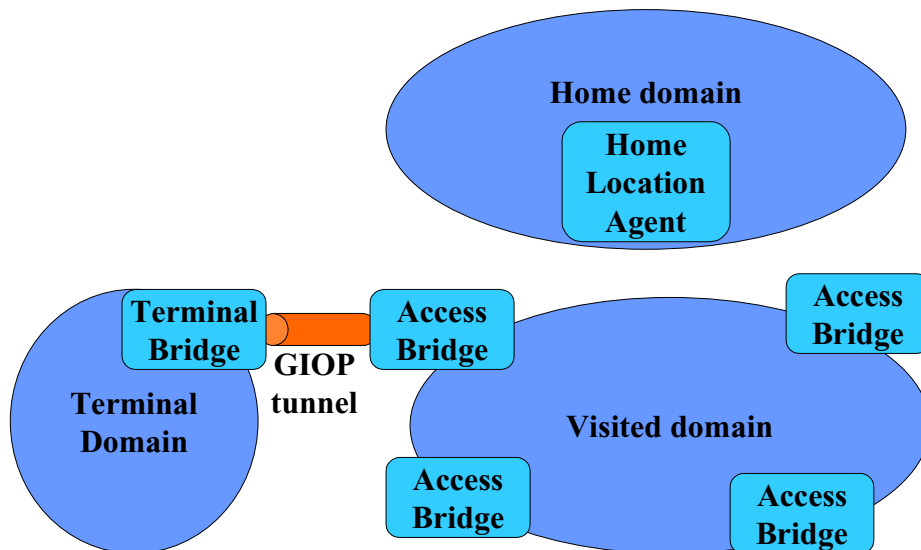 Home domain
Home
Location
Agent
Terminal
Bridge
GIOP
tunnel
Access
Bridge
Access
Bridge
Terminal
Domain
Visited domain
Access
Bridge
Access
Bridge